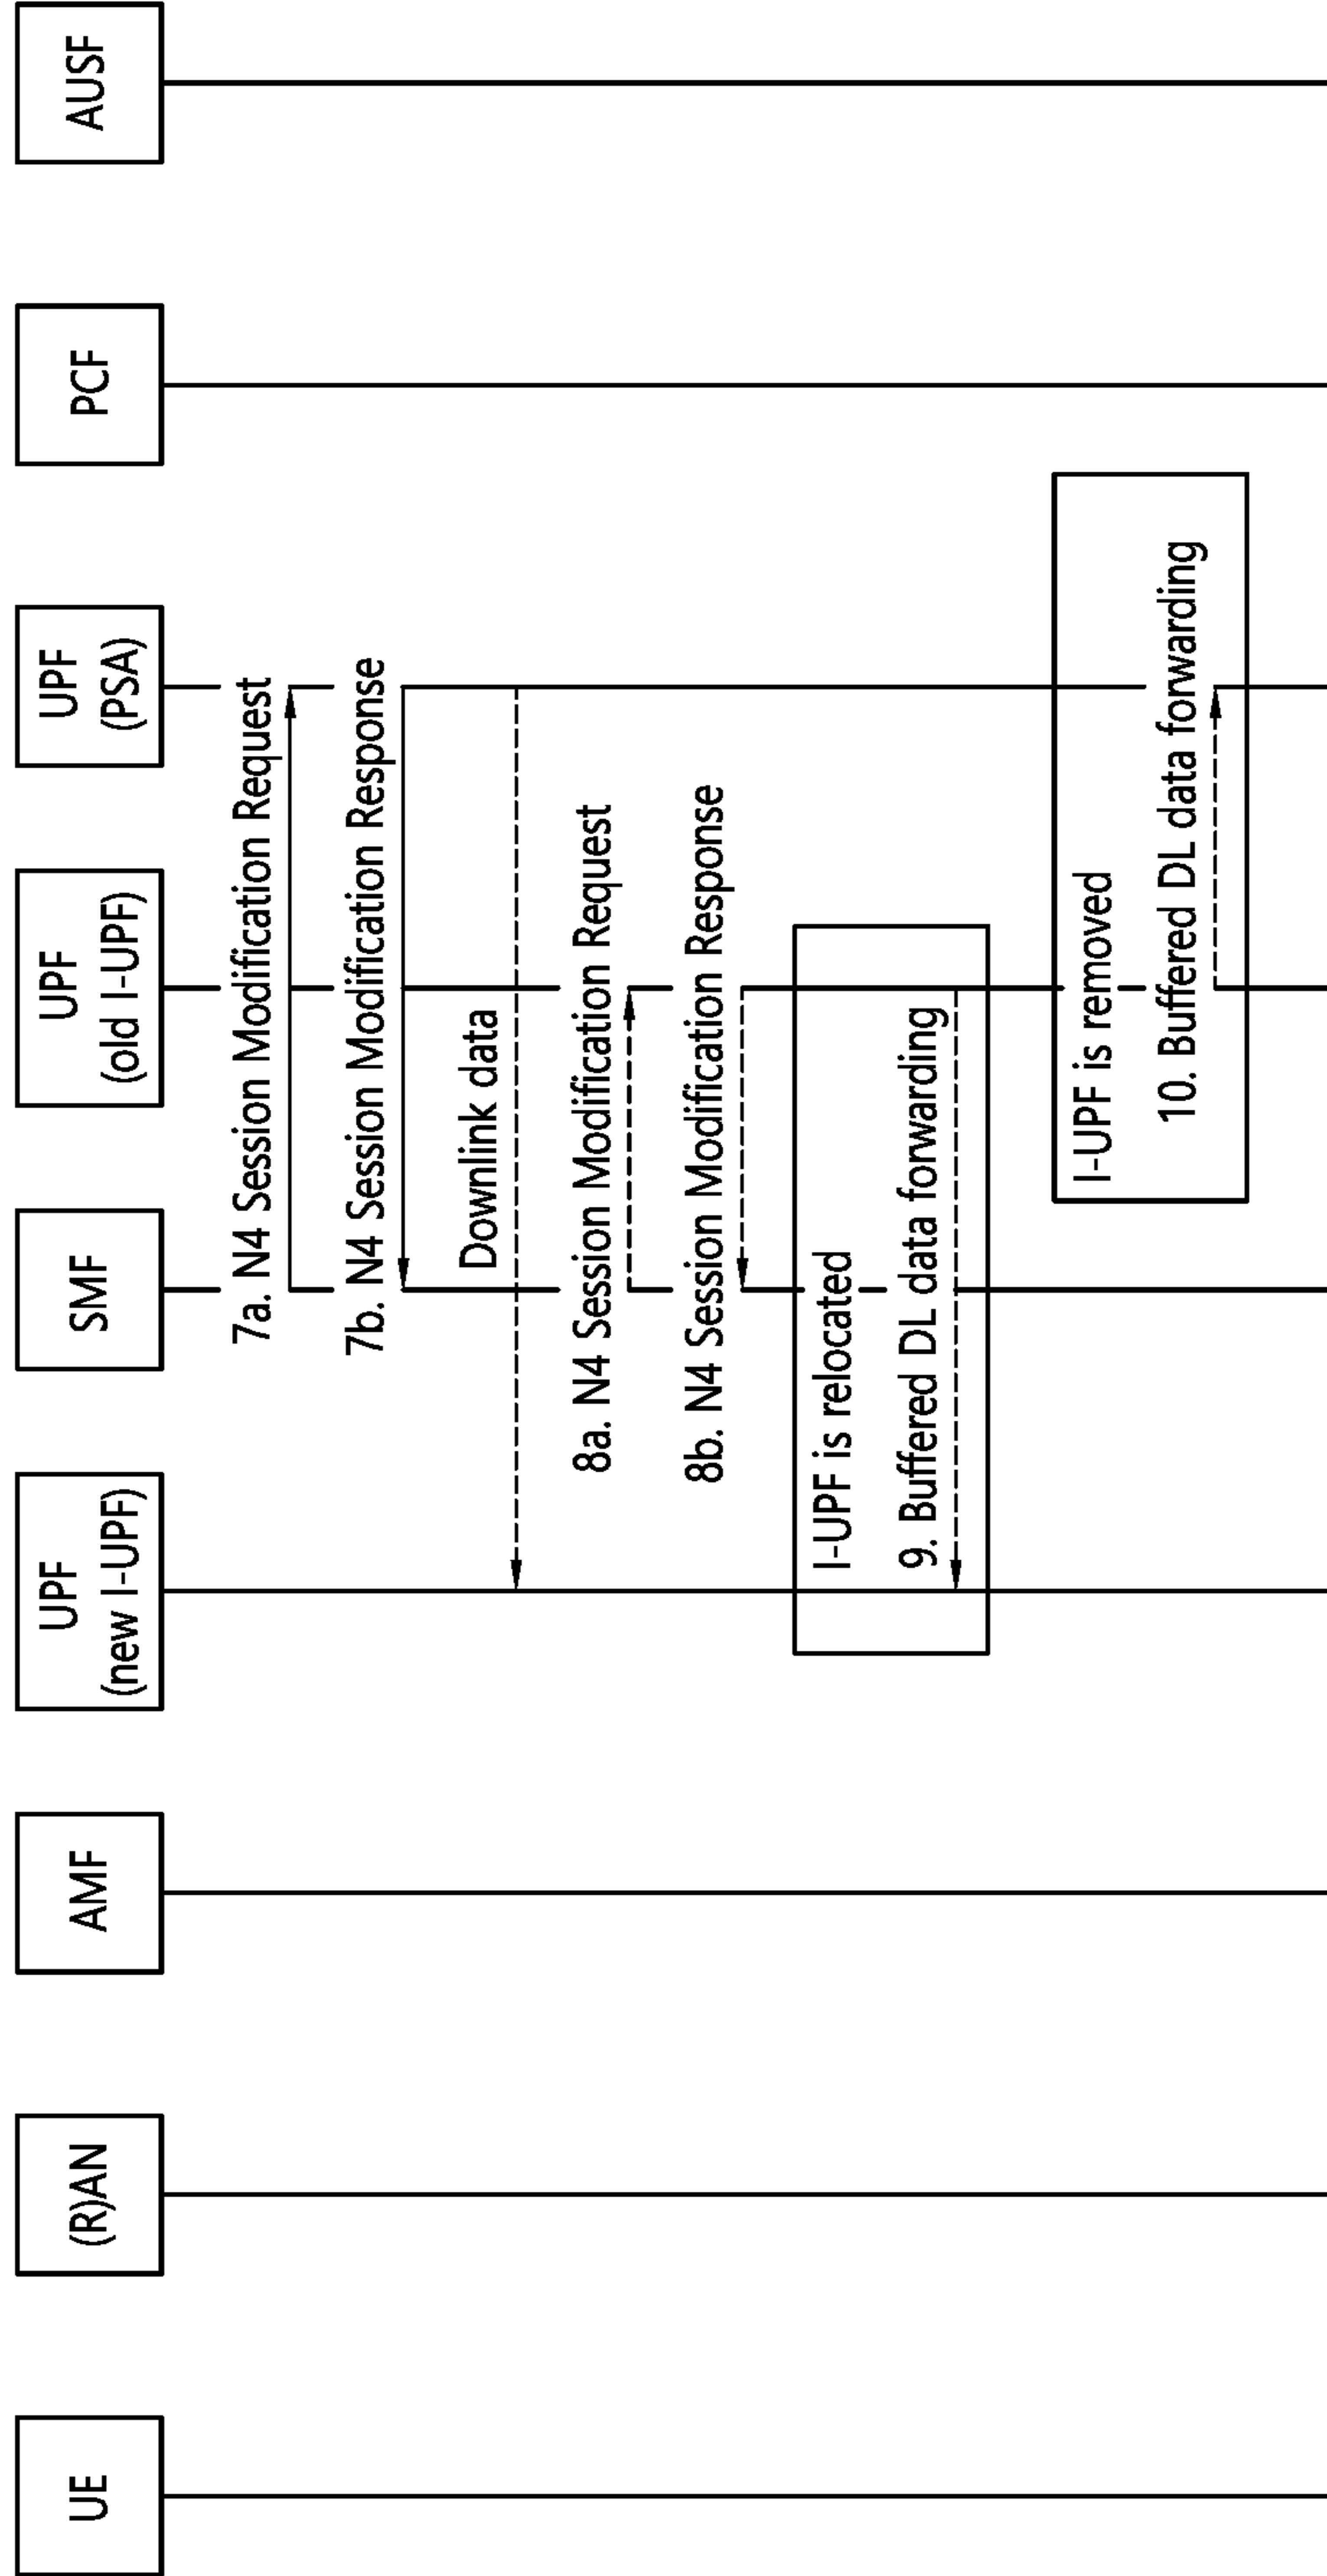 UE
(R)AN
AMF
UPF
(new I-UPF)
SMF
UPF
(old I-UPF)
UPF
(PSA)
PCF
AUSF
7a. N4 Session Modification Request
7b. N4 Session Modification Response
Downlink data
8a. N4 Session Modification Request
8b. N4 Session Modification Response
I-UPF is relocated
9. Buffered DL data forwarding
I-UPF is removed
10. Buffered DL data forwarding